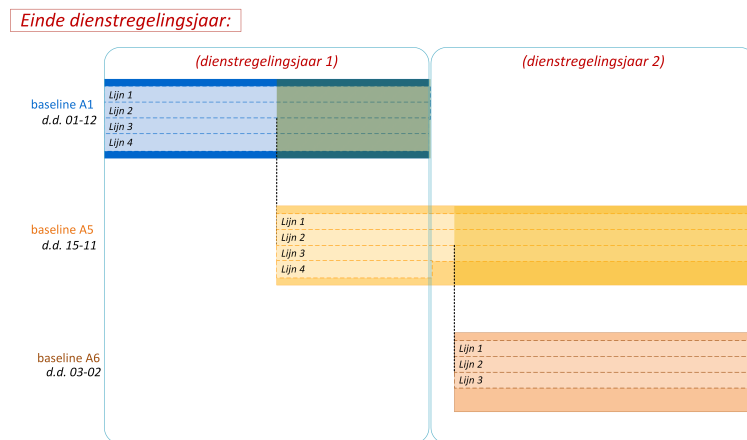 Einde dienstregelingsjaar:
(dienstregelingsjaar 1)
(dienstregelingsjaar 2)
baseline A1
d.d. 01-12
Lijn 1
Lijn 2
Lijn 3
Lijn 4
baseline A5
d.d. 15-11
Lijn 1
Lijn 2
Lijn 3
Lijn 4
baseline A6
d.d. 03-02
Lijn 1
Lijn 2
Lijn 3